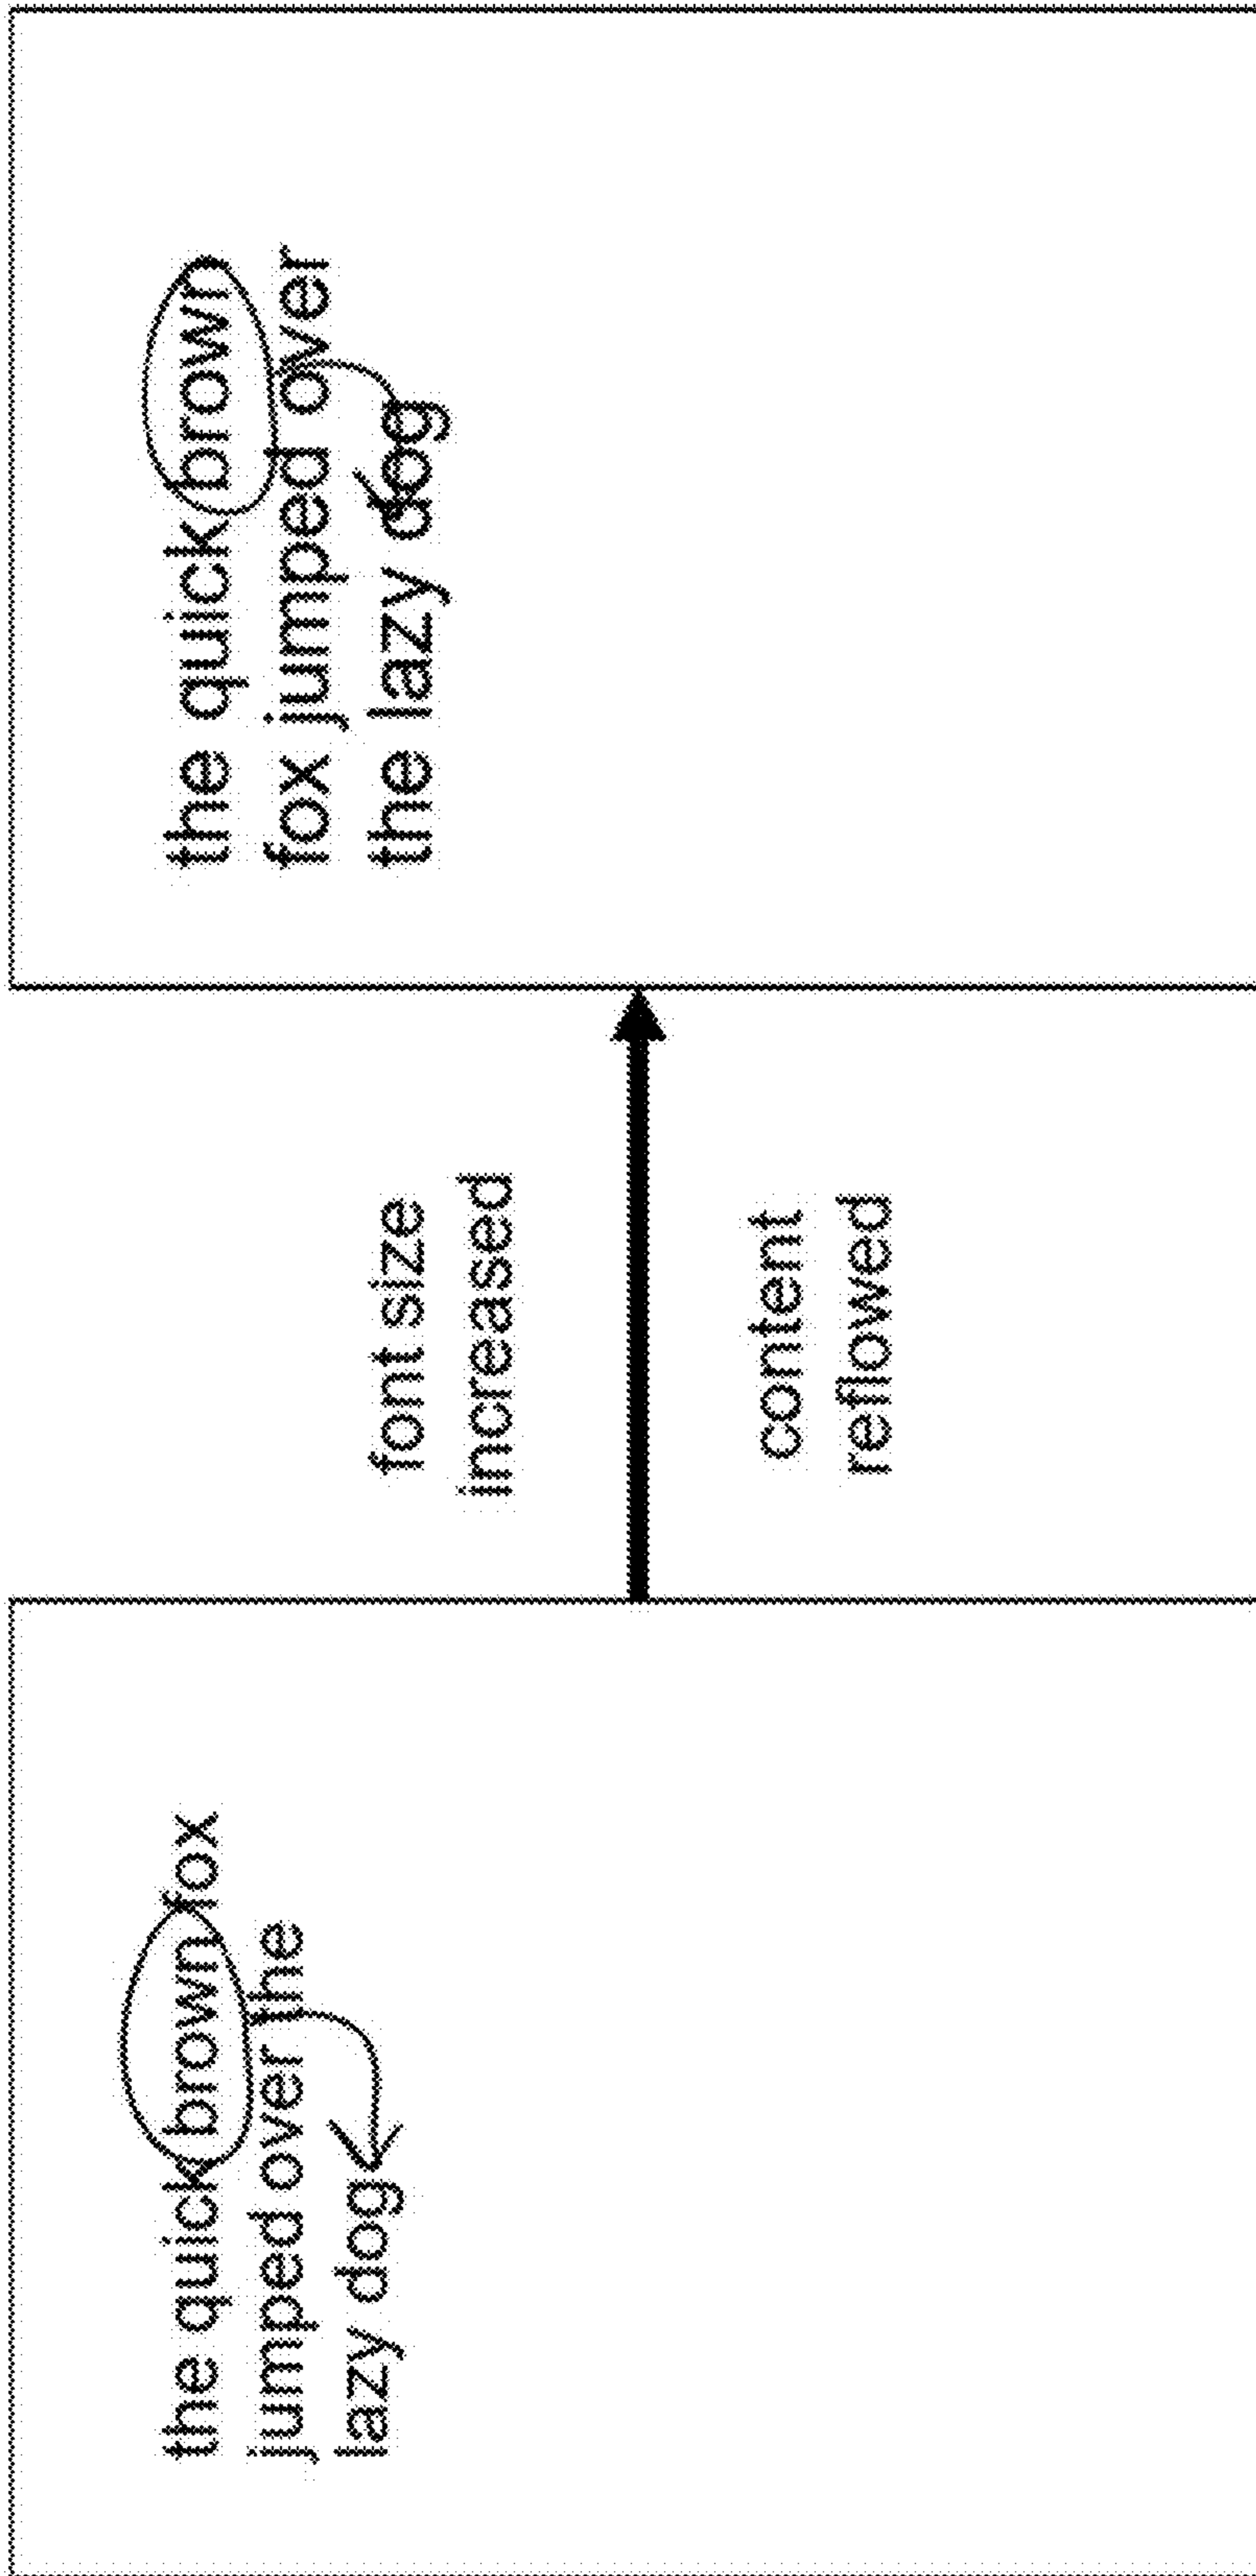 the quick brown fox
jumped over the
lazy dog
font size
increased
content
reflowed
the quick brown
fox jumped over
the lazy dog